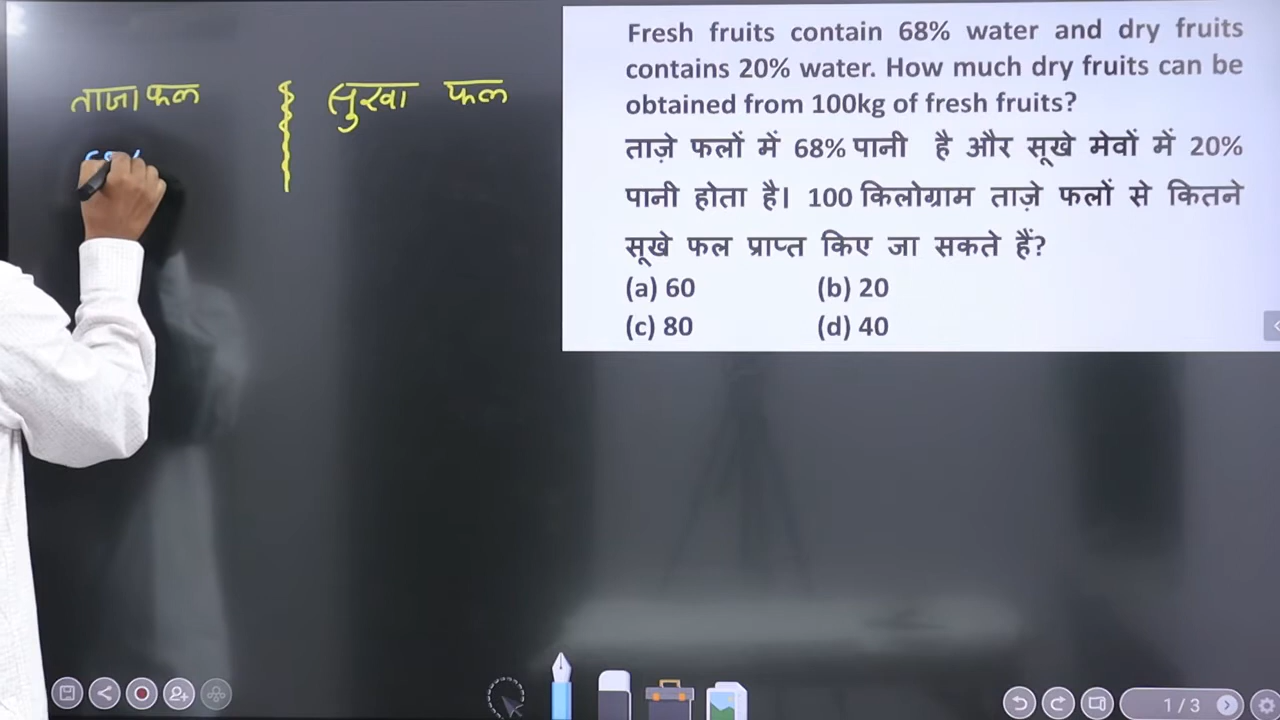 ताजा फल
सुखा फल
Fresh fruits contain 68% water and dry fruits
contains 20% water. How much dry fruits can be
obtained from 100kg of fresh fruits?
ताज़े फलों में 68% पानी है और सूखे मेवों में 20%
पानी होता है। 100 किलोग्राम ताज़े फलों से कितने
सूखे फल प्राप्त किए जा सकते हैं?
(a) 60 (b) 20
(c) 80 (d) 40
1 / 3